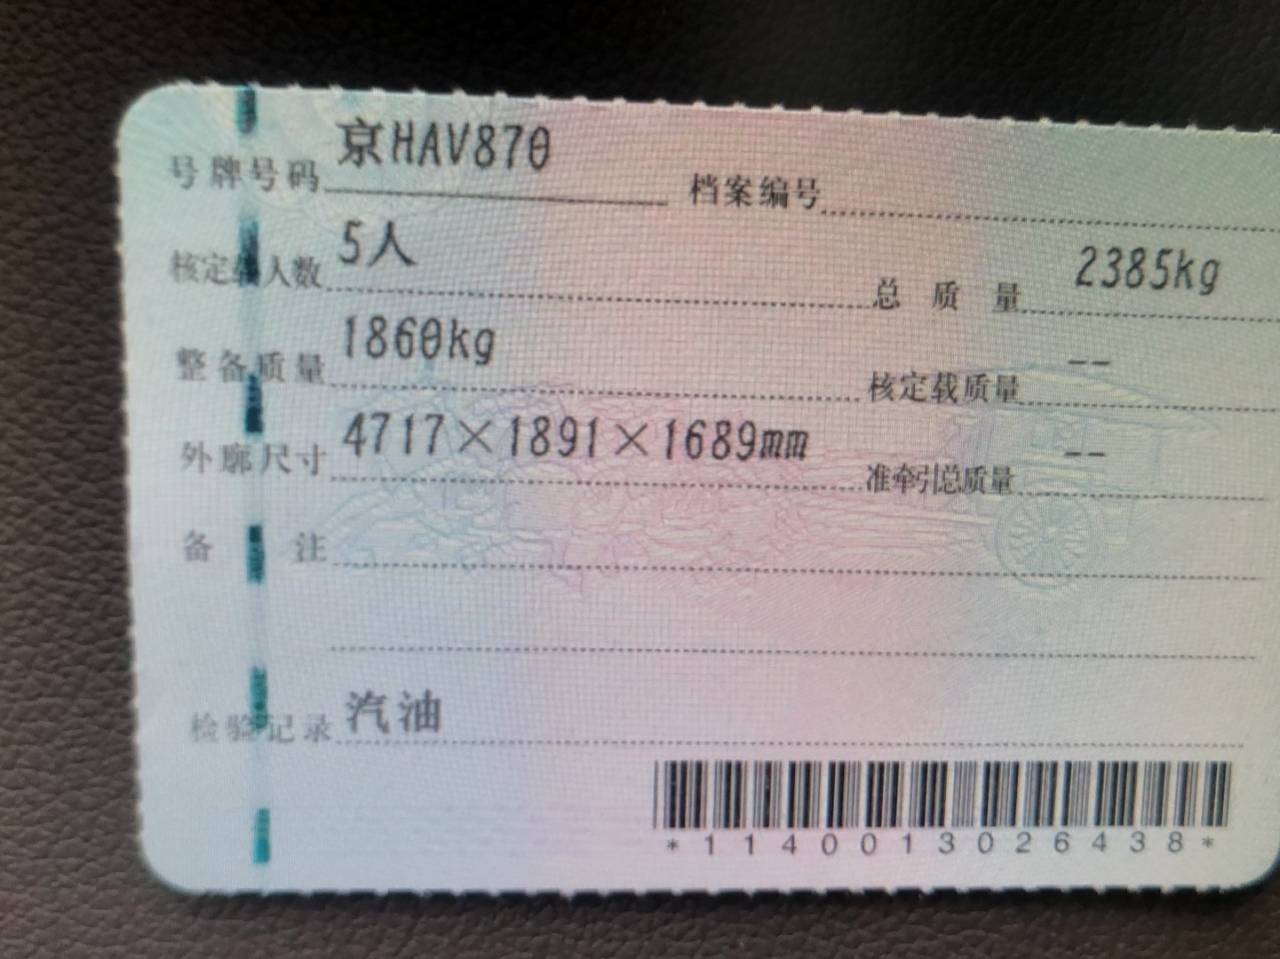 号牌号码 京HAV870 档案编号
核定载人数 5人 总质量 2385kg
整备质量 1860kg 核定载质量 --
外廓尺寸 4717×1891×1689mm 准牵引总质量 --
备注
检验记录 汽油
*1140013026438*